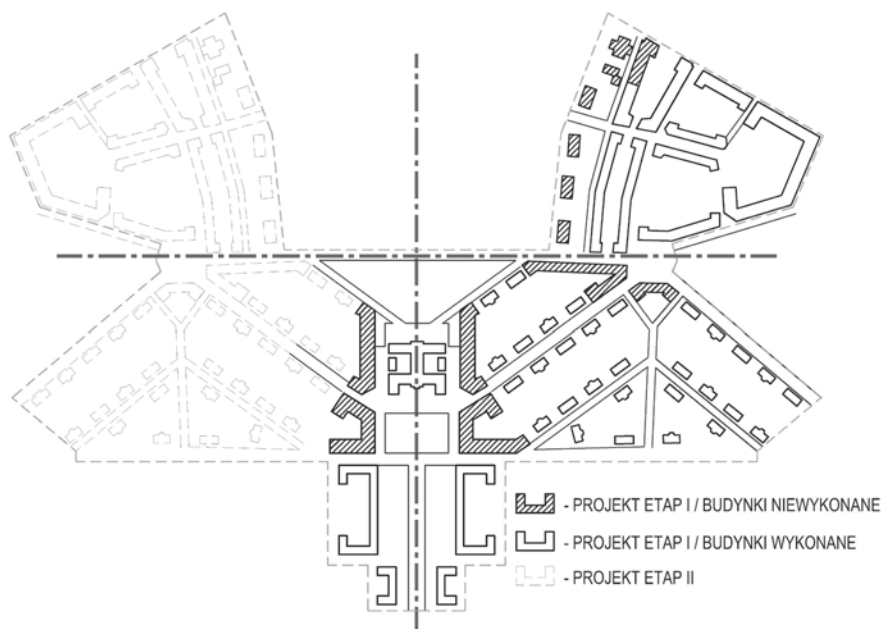 - PROJEKT ETAP I / BUDYNKI NIEWYKONANE
- PROJEKT ETAP I / BUDYNKI WYKONANE
- PROJEKT ETAP II